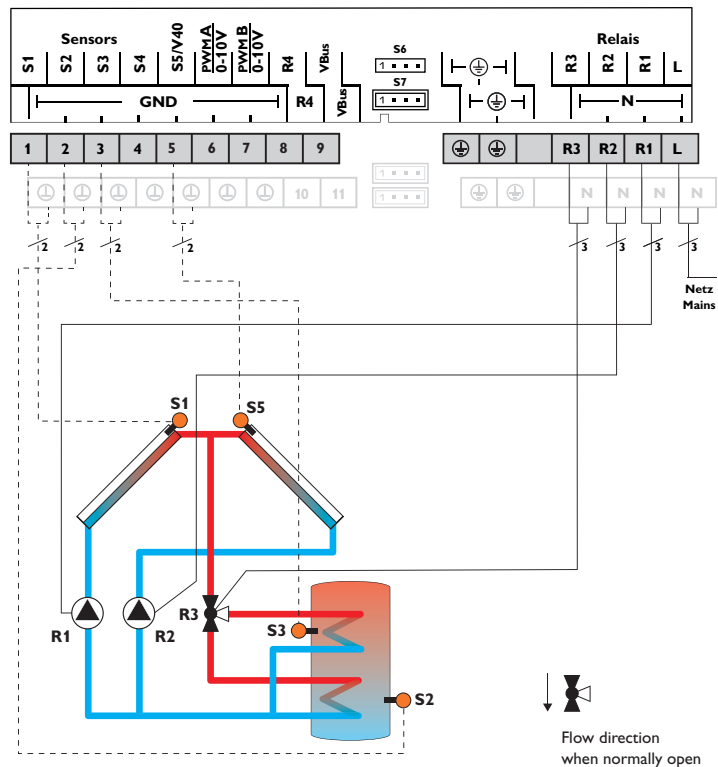 Sensors
Relais
S1 S2 S3 S4 S5/V40 PWM A 0-10V PWM B 0-10V R4 VBus S6 R3 R2 R1 L
1
S7
1
GND R4 VBus N
1 2 3 4 5 6 7 8 9 R3 R2 R1 L
1
10 11 N N N N
1
2 2 2 2 3 3 3 3
Netz
Mains
S1 S5
R3
R1 R2 S3
S2
Flow direction
when normally open